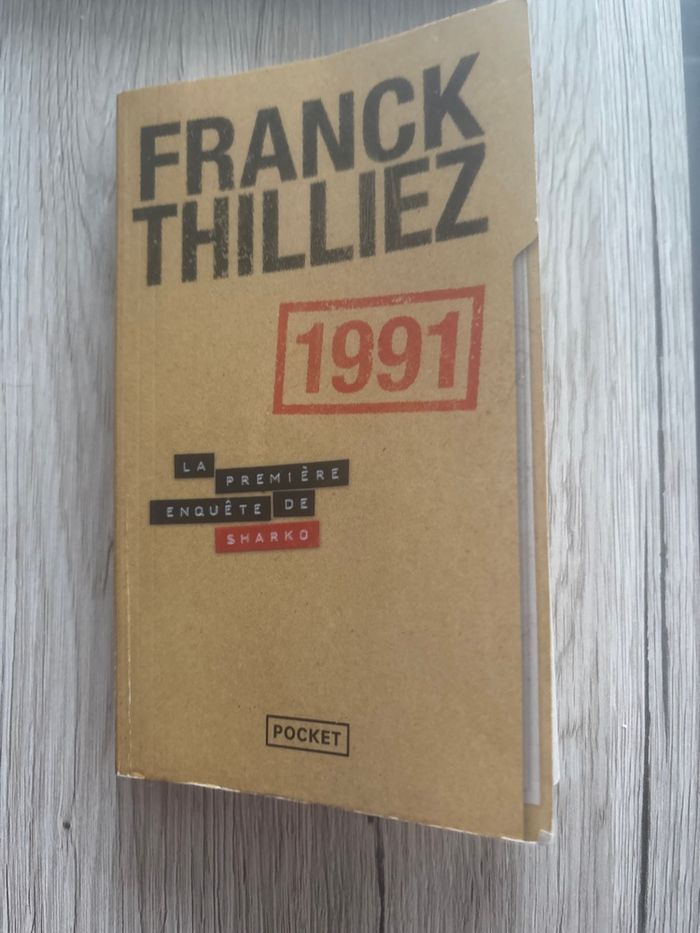 FRANCK
THILLIEZ
1991
LA
PREMIÈRE
ENQUÊTE DE
SHARKO
POCKET